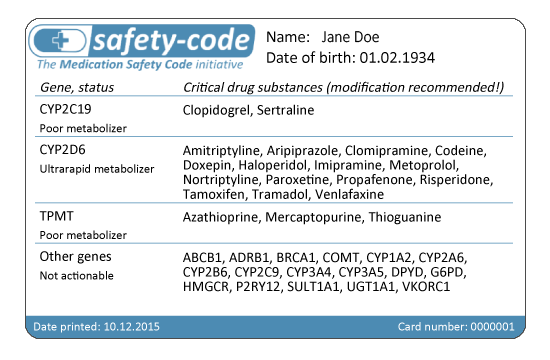 safety-code
The Medication Safety Code initiative
Name: Jane Doe
Date of birth: 01.02.1934
Gene, status Critical drug substances (modification recommended!)
CYP2C19 Clopidogrel, Sertraline
Poor metabolizer
CYP2D6 Amitriptyline, Aripiprazole, Clomipramine, Codeine,
Ultrarapid metabolizer Doxepin, Haloperidol, Imipramine, Metoprolol,
Nortriptyline, Paroxetine, Propafenone, Risperidone,
Tamoxifen, Tramadol, Venlafaxine
TPMT Azathioprine, Mercaptopurine, Thioguanine
Poor metabolizer
Other genes ABCB1, ADRB1, BRCA1, COMT, CYP1A2, CYP2A6,
Not actionable CYP2B6, CYP2C9, CYP3A4, CYP3A5, DPYD, G6PD,
HMGCR, P2RY12, SULT1A1, UGT1A1, VKORC1
Date printed: 10.12.2015 Card number: 0000001